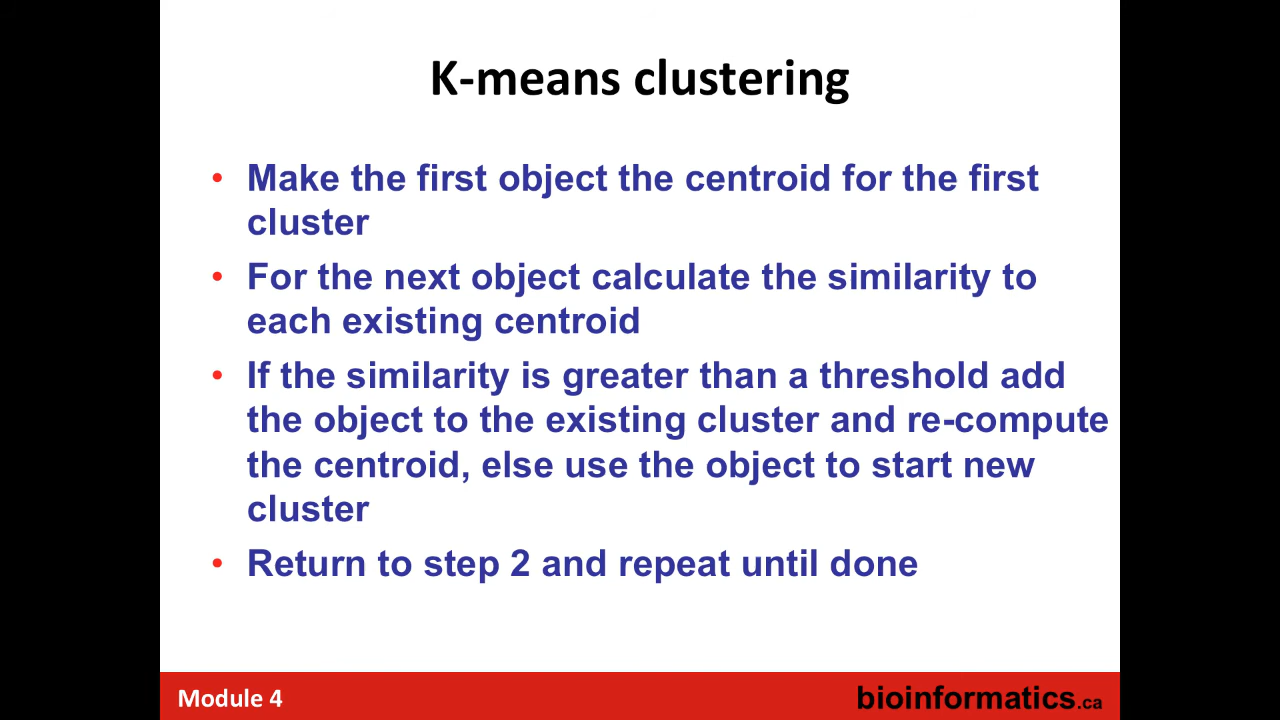 K-means clustering
• Make the first object the centroid for the first
cluster
• For the next object calculate the similarity to
each existing centroid
• If the similarity is greater than a threshold add
the object to the existing cluster and re-compute
the centroid, else use the object to start new
cluster
• Return to step 2 and repeat until done
Module 4
bioinformatics.ca